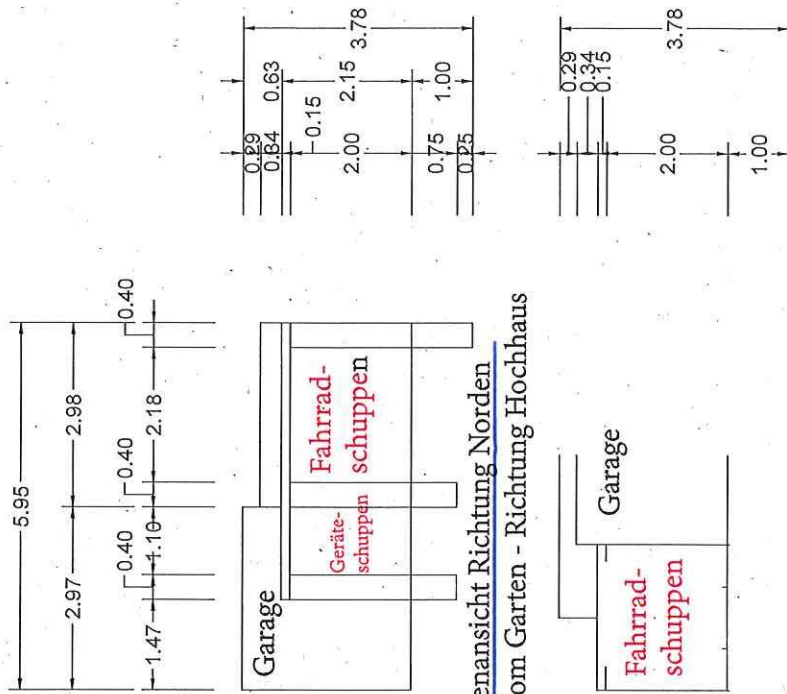 5.95
2.97
2.98
1.47
0.40
1.10
0.40
2.18
0.40
Garage
Geräte-
schuppen
Fahrrad-
schuppen
0.29
0.34
0.63
2.15
0.15
2.00
0.75
0.25
1.00
3.78
enansicht Richtung Norden
om Garten - Richtung Hochhaus
Fahrrad-
schuppen
Garage
0.29
0.34
0.15
2.00
1.00
3.78